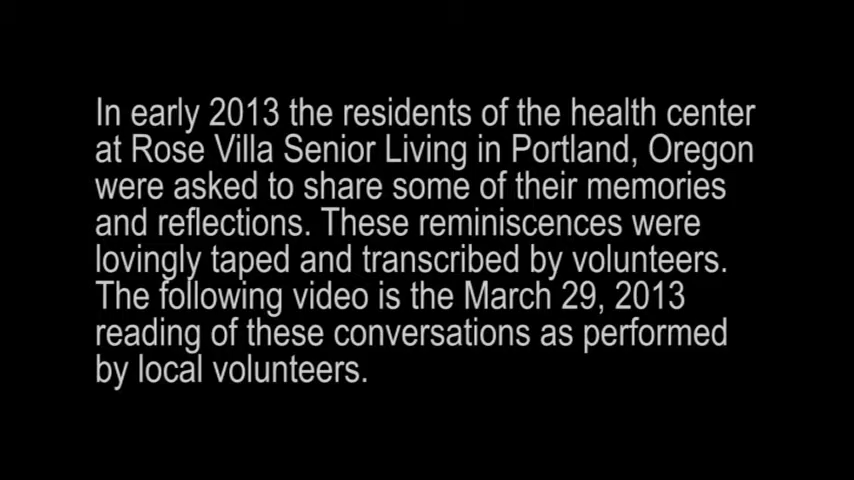 In early 2013 the residents of the health center
at Rose Villa Senior Living in Portland, Oregon
were asked to share some of their memories
and reflections. These reminiscences were
lovingly taped and transcribed by volunteers.
The following video is the March 29, 2013
reading of these conversations as performed
by local volunteers.